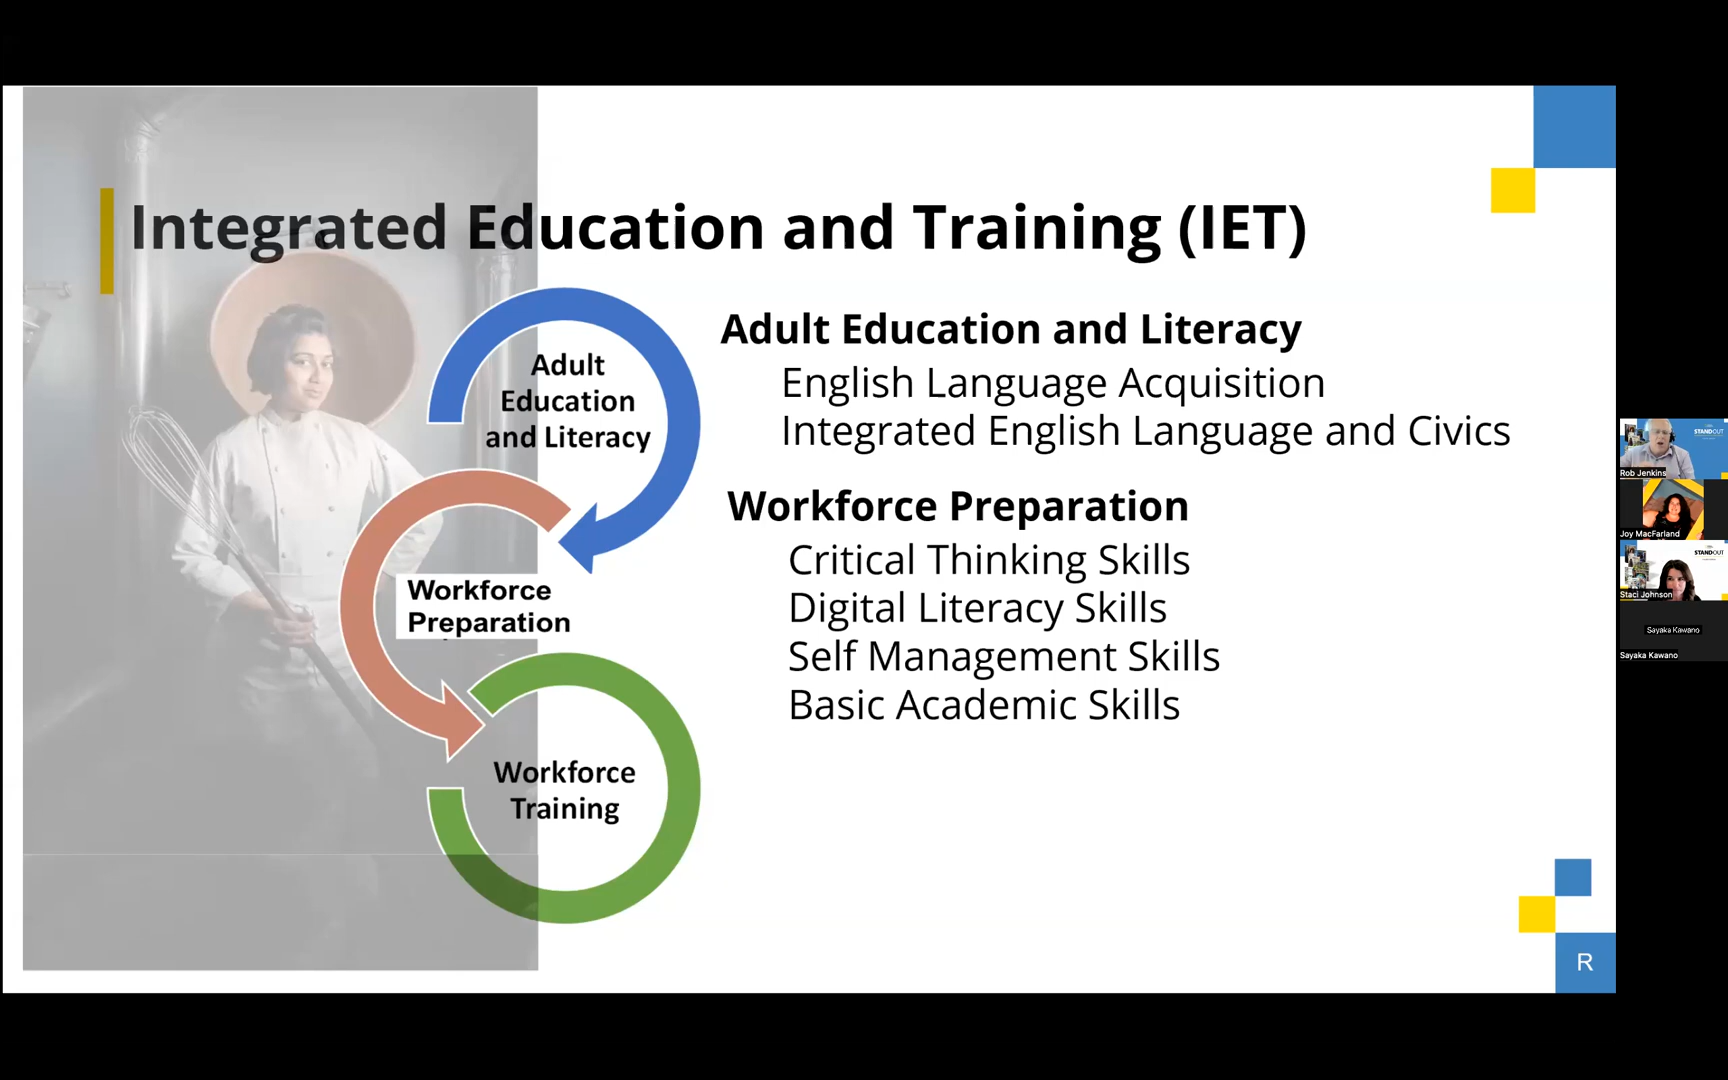 Integrated Education and Training (IET)
Adult
Education
and Literacy
Workforce
Preparation
Workforce
Training
Adult Education and Literacy
English Language Acquisition
Integrated English Language and Civics
Workforce Preparation
Critical Thinking Skills
Digital Literacy Skills
Self Management Skills
Basic Academic Skills
R
STANDOUT
Rob Jenkins
Joy MacFarland
STANDOUT
Staci Johnson
Sayaka Kawano
Sayaka Kawano